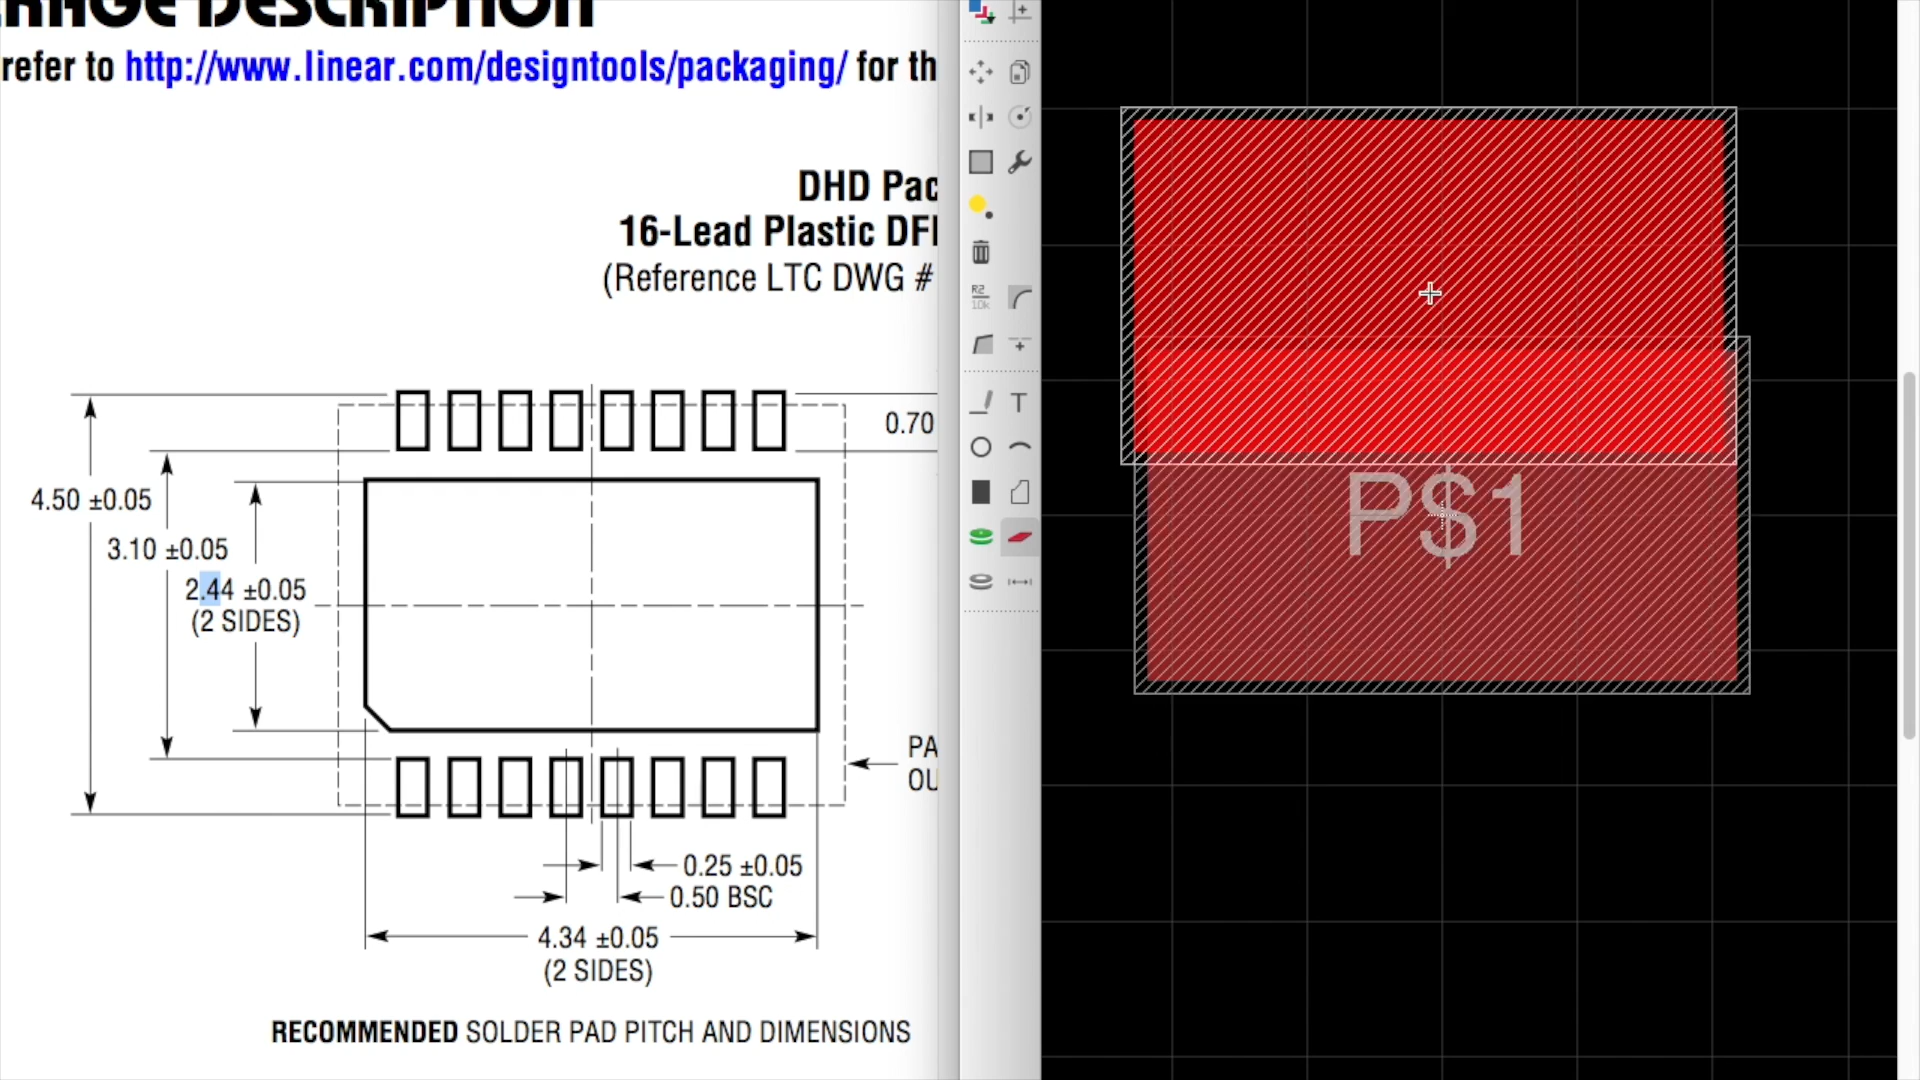 DESCRIPTION
refer to http://www.linear.com/designtools/packaging/ for th
DHD Pac
16-Lead Plastic DF
(Reference LTC DWG #
0.70
4.50 ±0.05
3.10 ±0.05
2.44 ±0.05
(2 SIDES)
PA
OU
0.25 ±0.05
0.50 BSC
4.34 ±0.05
(2 SIDES)
RECOMMENDED SOLDER PAD PITCH AND DIMENSIONS
R2
10k
T
P$1